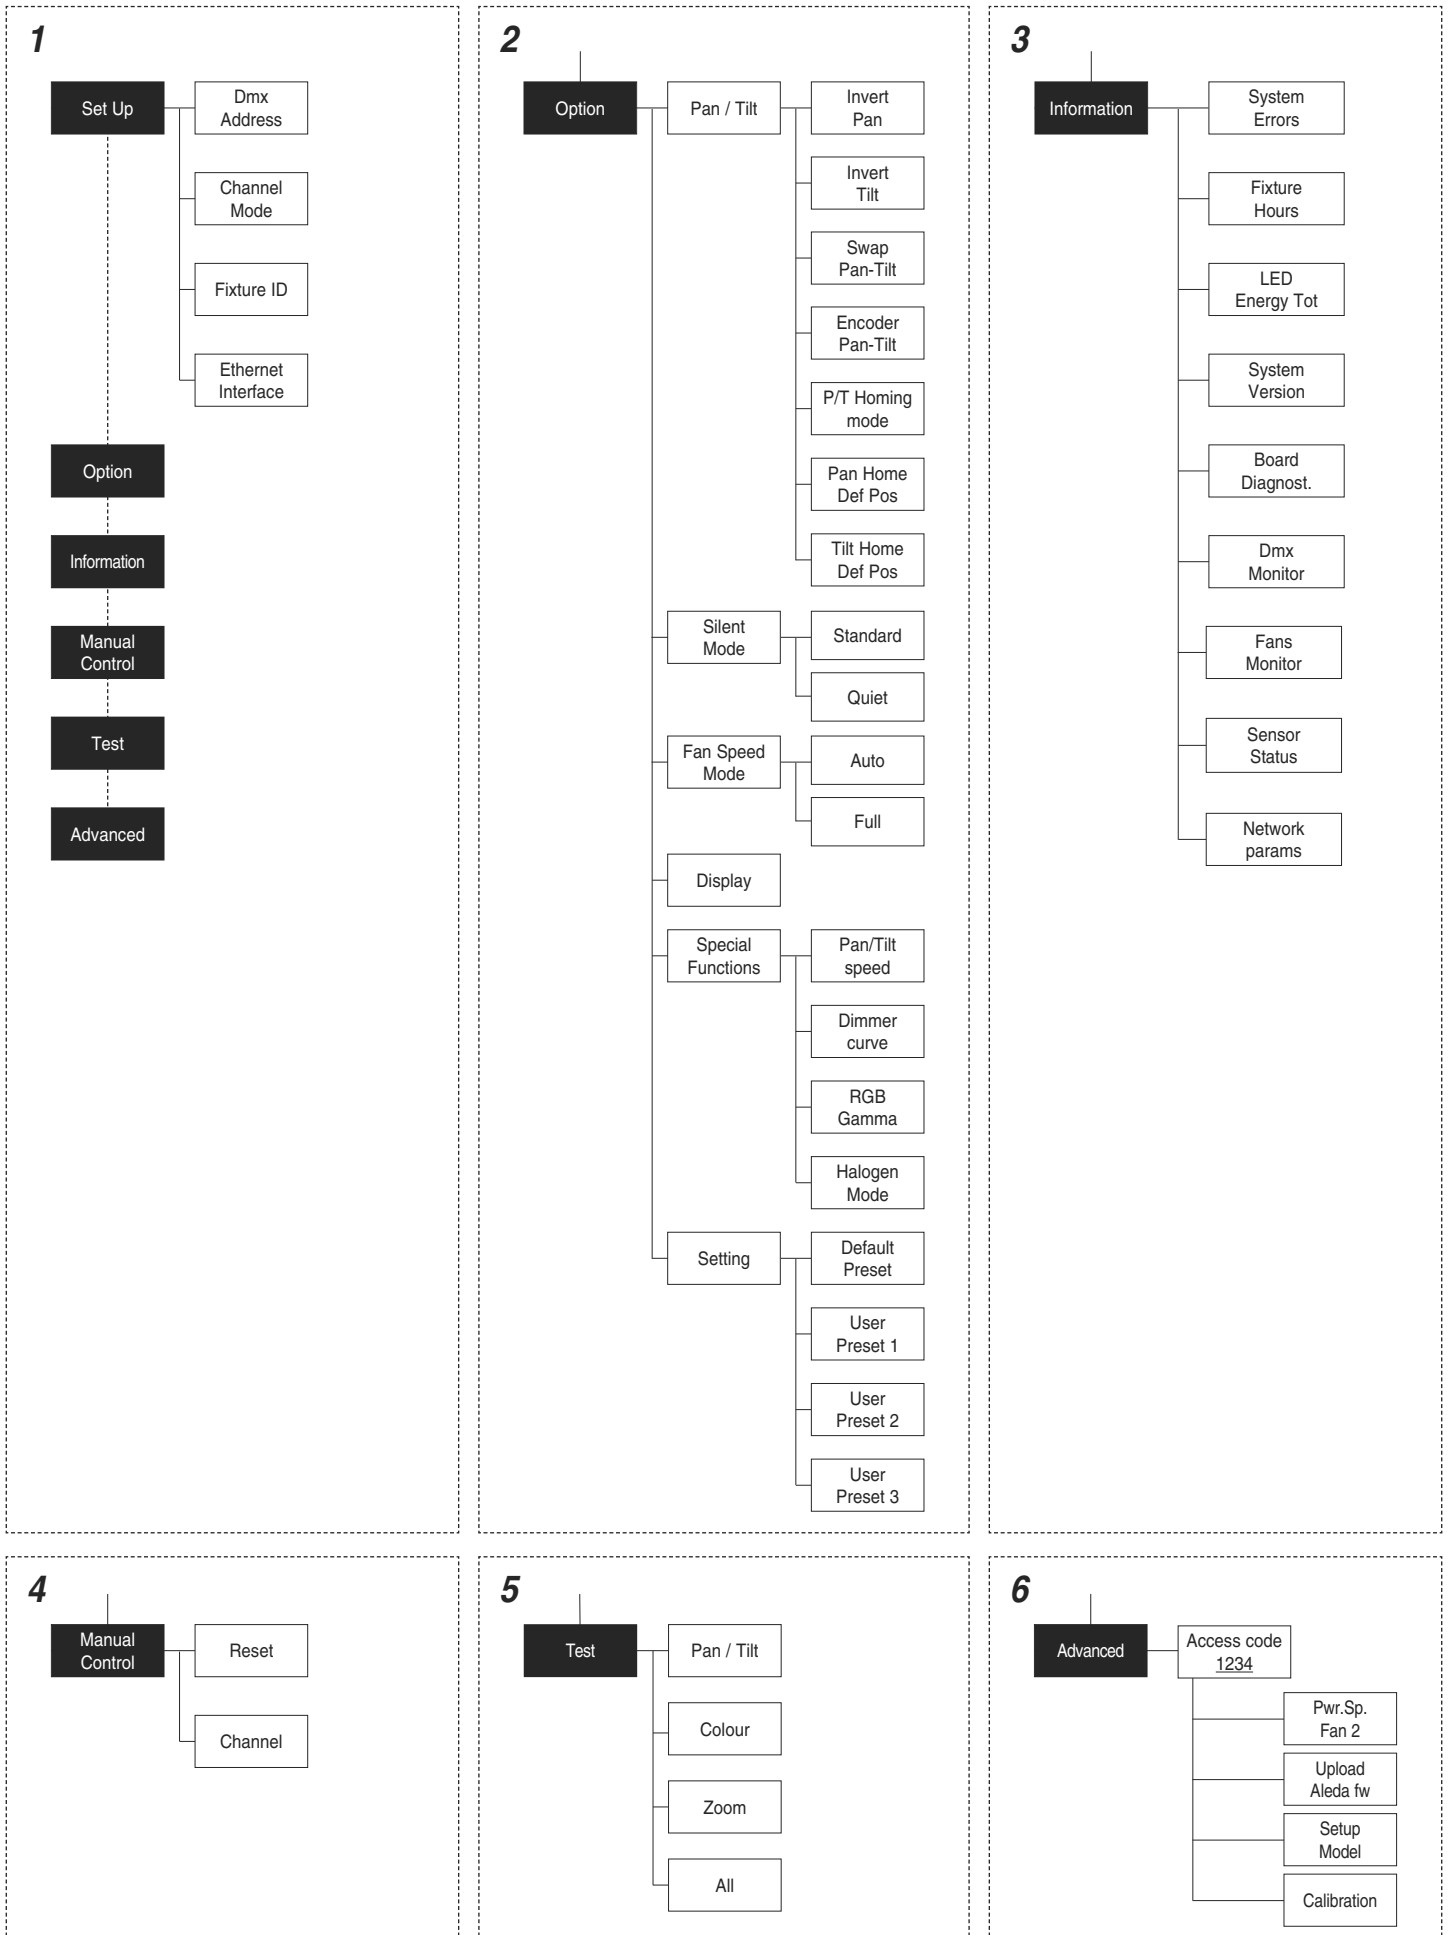 1
Set Up
Dmx
Address
Channel
Mode
Fixture ID
Ethernet
Interface
Option
Information
Manual
Control
Test
Advanced
2
Option
Pan / Tilt
Invert
Pan
Invert
Tilt
Swap
Pan-Tilt
Encoder
Pan-Tilt
P/T Homing
mode
Pan Home
Def Pos
Tilt Home
Def Pos
Silent
Mode
Standard
Quiet
Fan Speed
Mode
Auto
Full
Display
Special
Functions
Pan/Tilt
speed
Dimmer
curve
RGB
Gamma
Halogen
Mode
Setting
Default
Preset
User
Preset 1
User
Preset 2
User
Preset 3
3
Information
System
Errors
Fixture
Hours
LED
Energy Tot
System
Version
Board
Diagnost.
Dmx
Monitor
Fans
Monitor
Sensor
Status
Network
params
4
Manual
Control
Reset
Channel
5
Test
Pan / Tilt
Colour
Zoom
All
6
Advanced
Access code
1234
Pwr.Sp.
Fan 2
Upload
Aleda fw
Setup
Model
Calibration